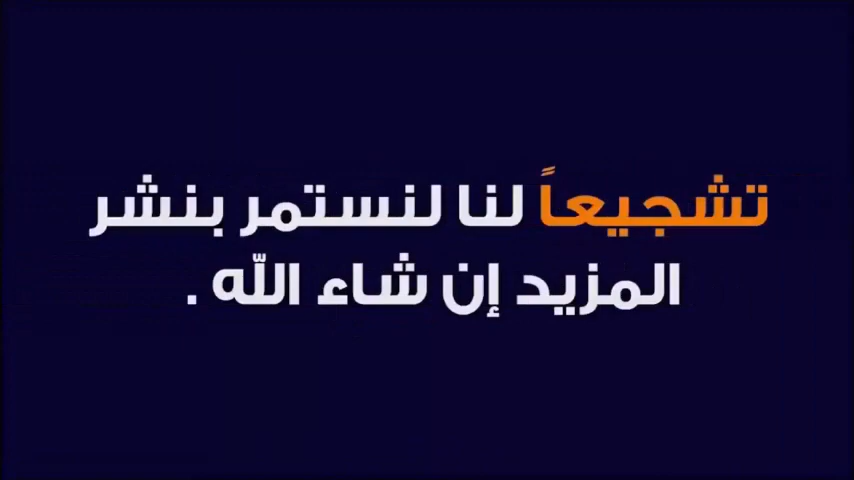 تشجيعاً لنا لنستمر بنشر
المزيد إن شاء الله .